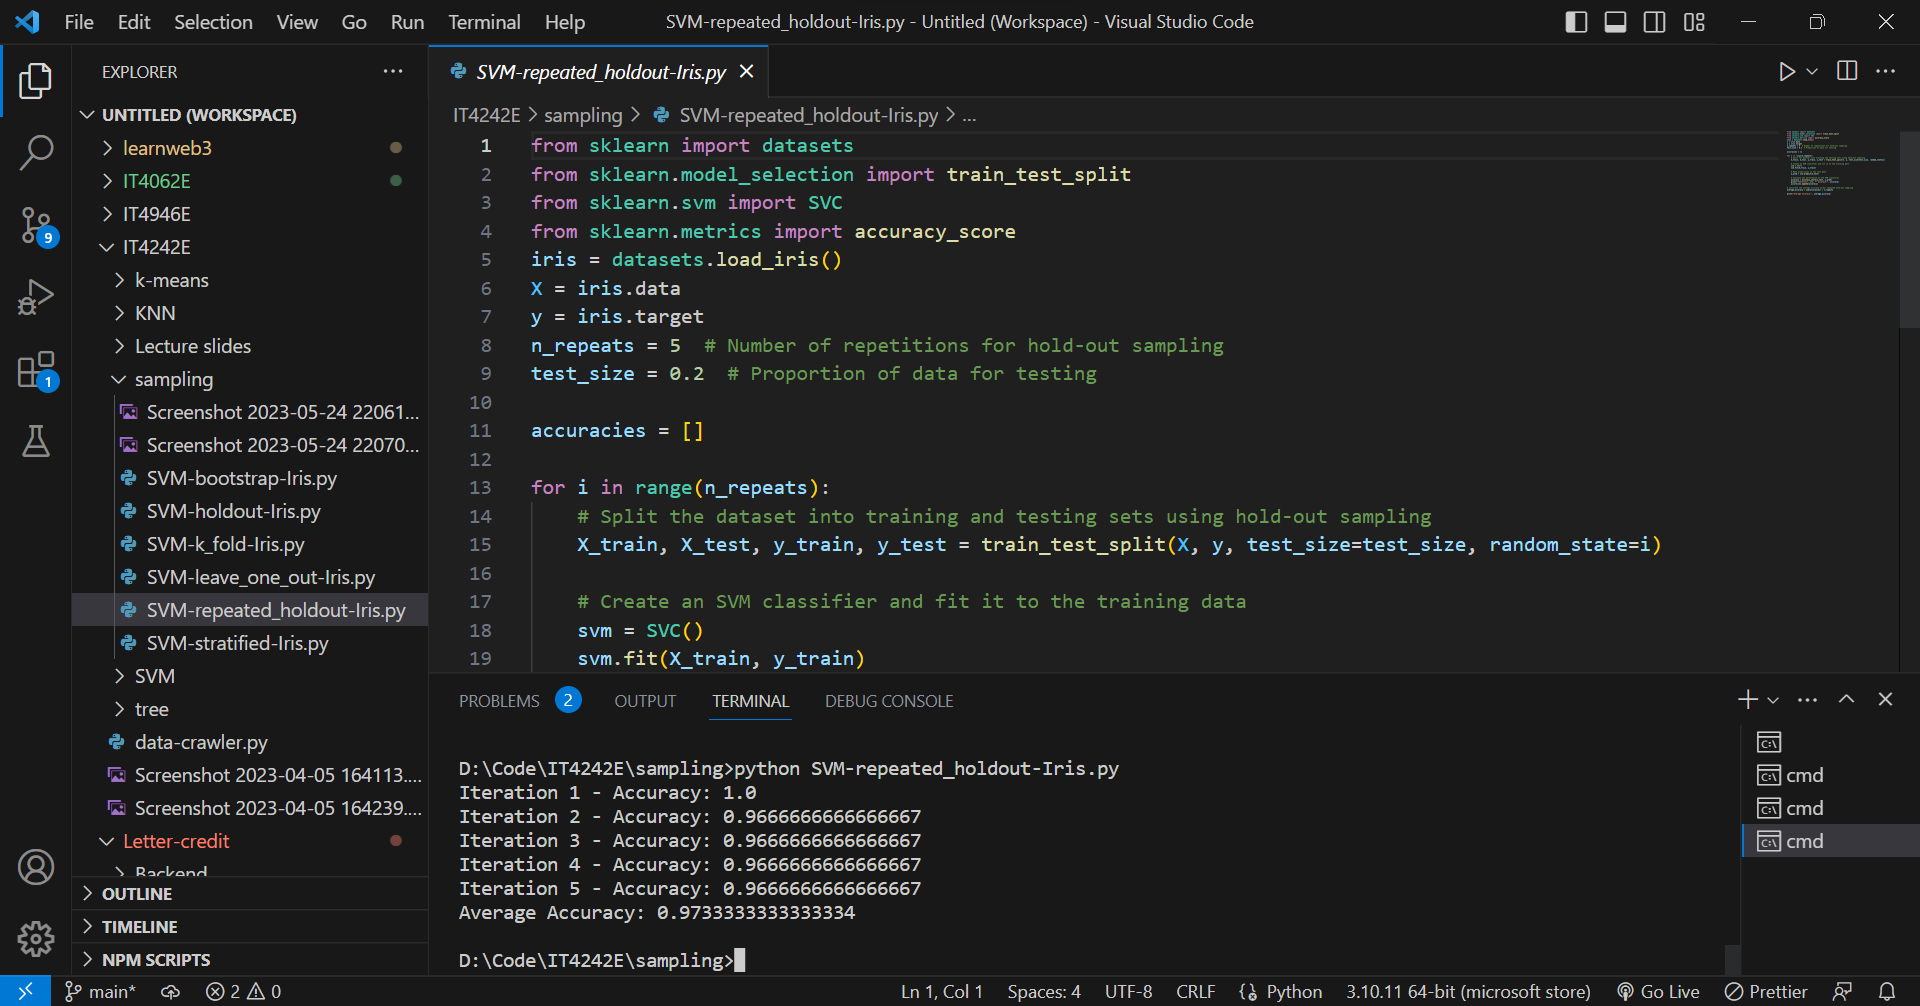 File Edit Selection View Go Run Terminal Help SVM-repeated_holdout-Iris.py - Untitled (Workspace) - Visual Studio Code
EXPLORER
UNTITLED (WORKSPACE)
learnweb3
IT4062E
IT4946E
IT4242E
k-means
KNN
Lecture slides
sampling
Screenshot 2023-05-24 22061...
Screenshot 2023-05-24 22070...
SVM-bootstrap-Iris.py
SVM-holdout-Iris.py
SVM-k_fold-Iris.py
SVM-leave_one_out-Iris.py
SVM-repeated_holdout-Iris.py
SVM-stratified-Iris.py
SVM
tree
data-crawler.py
Screenshot 2023-04-05 164113....
Screenshot 2023-04-05 164239....
Letter-credit
Backend
OUTLINE
TIMELINE
NPM SCRIPTS
9
1
SVM-repeated_holdout-Iris.py
IT4242E > sampling > SVM-repeated_holdout-Iris.py > ...
1 from sklearn import datasets
2 from sklearn.model_selection import train_test_split
3 from sklearn.svm import SVC
4 from sklearn.metrics import accuracy_score
5 iris = datasets.load_iris()
6 X = iris.data
7 y = iris.target
8 n_repeats = 5  # Number of repetitions for hold-out sampling
9 test_size = 0.2  # Proportion of data for testing
10
11 accuracies = []
12
13 for i in range(n_repeats):
14     # Split the dataset into training and testing sets using hold-out sampling
15     X_train, X_test, y_train, y_test = train_test_split(X, y, test_size=test_size, random_state=i)
16
17     # Create an SVM classifier and fit it to the training data
18     svm = SVC()
19     svm.fit(X_train, y_train)
PROBLEMS 2 OUTPUT TERMINAL DEBUG CONSOLE
D:\Code\IT4242E\sampling>python SVM-repeated_holdout-Iris.py
Iteration 1 - Accuracy: 1.0
Iteration 2 - Accuracy: 0.9666666666666667
Iteration 3 - Accuracy: 0.9666666666666667
Iteration 4 - Accuracy: 0.9666666666666667
Iteration 5 - Accuracy: 0.9666666666666667
Average Accuracy: 0.9733333333333334
D:\Code\IT4242E\sampling>
cmd
cmd
cmd
main* 2 0 Ln 1, Col 1 Spaces: 4 UTF-8 CRLF Python 3.10.11 64-bit (microsoft store) Go Live Prettier